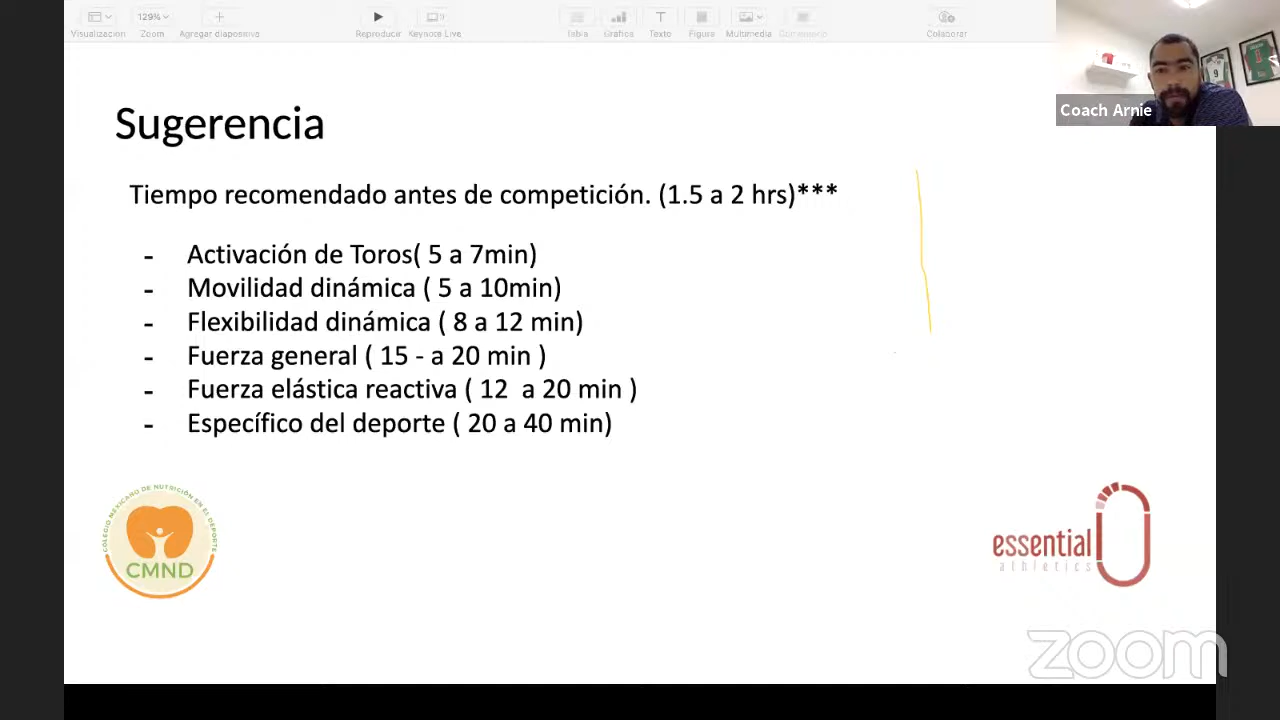 129%
Visualización Zoom Agregar diapositiva Reproducir Keynote Live Tabla Gráfica Texto Figura Multimedia Comentario Colaborar
Coach Arnie
Sugerencia
Tiempo recomendado antes de competición. (1.5 a 2 hrs)***
- Activación de Toros( 5 a 7min)
- Movilidad dinámica ( 5 a 10min)
- Flexibilidad dinámica ( 8 a 12 min)
- Fuerza general ( 15 - a 20 min )
- Fuerza elástica reactiva ( 12 a 20 min )
- Específico del deporte ( 20 a 40 min)
COLEGIO MEXICANO DE NUTRICIÓN EN EL DEPORTE
CMND
essential
athletics
zoom